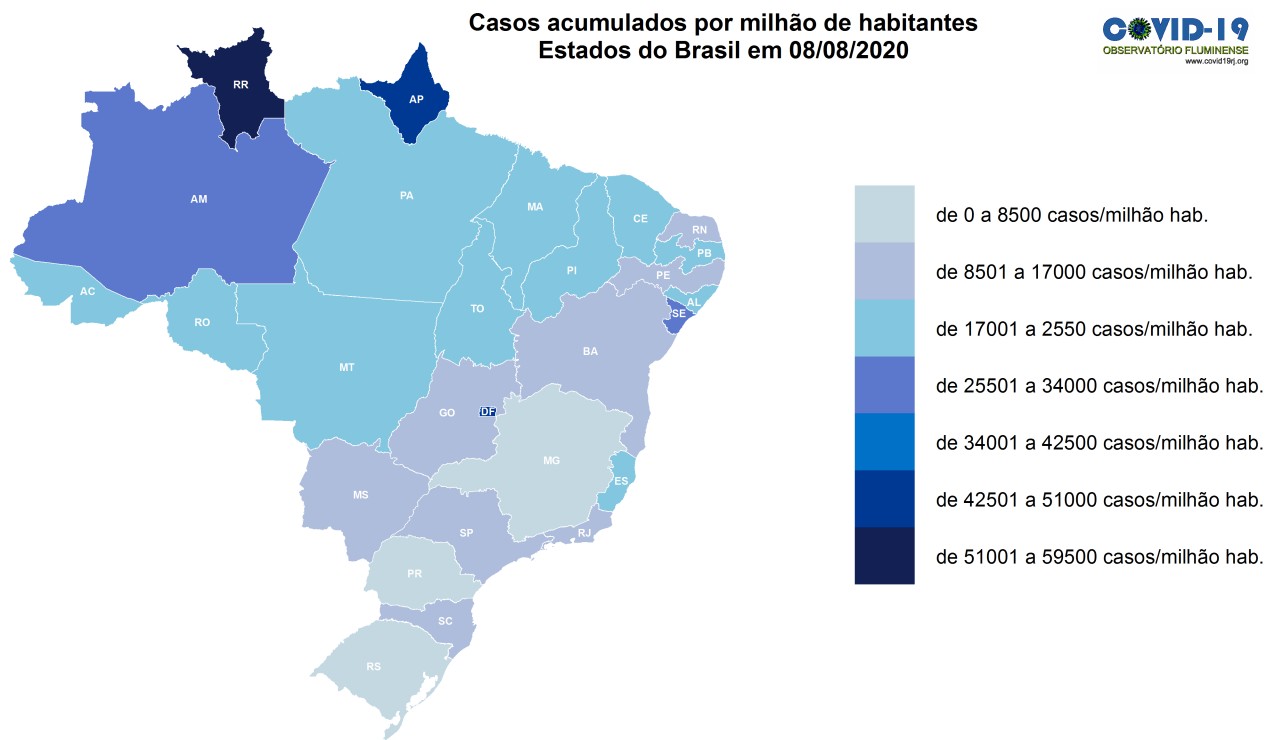 Casos acumulados por milhão de habitantes
Estados do Brasil em 08/08/2020
COVID-19
OBSERVATÓRIO FLUMINENSE
www.covid19rj.org
RR
AP
AM
PA
MA
CE
RN
PB
PI
PE
AC
AL
TO
SE
RO
BA
MT
GO
DF
MG
ES
MS
SP
RJ
PR
SC
RS
de 0 a 8500 casos/milhão hab.
de 8501 a 17000 casos/milhão hab.
de 17001 a 2550 casos/milhão hab.
de 25501 a 34000 casos/milhão hab.
de 34001 a 42500 casos/milhão hab.
de 42501 a 51000 casos/milhão hab.
de 51001 a 59500 casos/milhão hab.